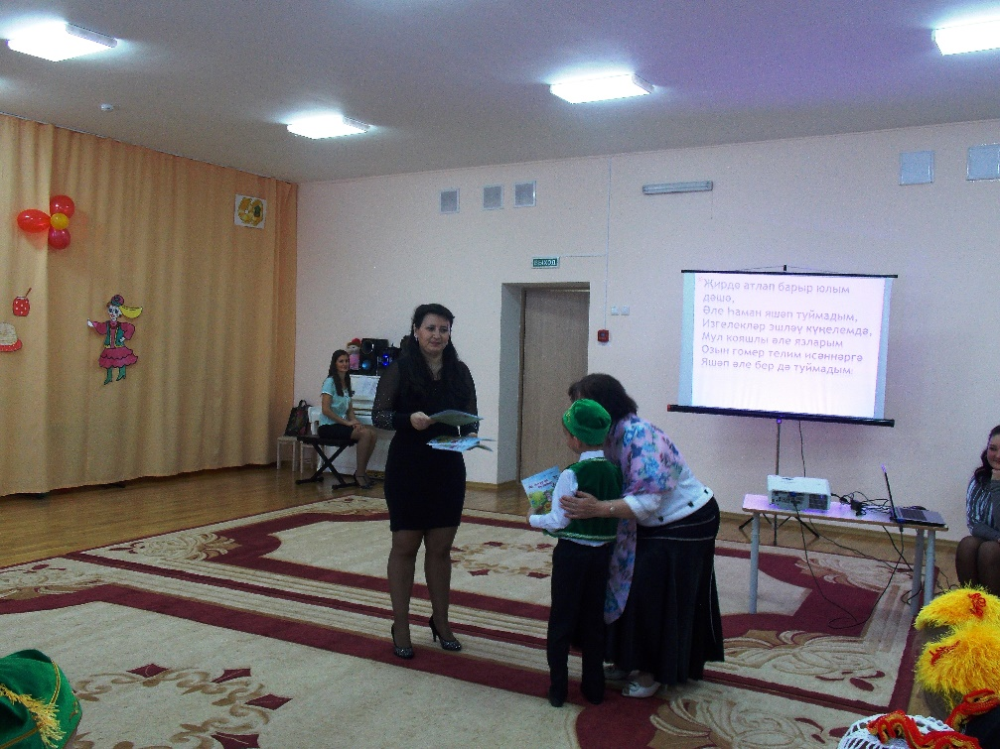 ВЫХОД
Җирдә атлап барыр юлым
дәшә,
Әле һаман яшәп туймадым,
Изгелекләр эшләү күңелемдә,
Мул кояшлы әле язларым
Озын гомер телим исәннәргә
Яшәп әле бер дә туймадым.